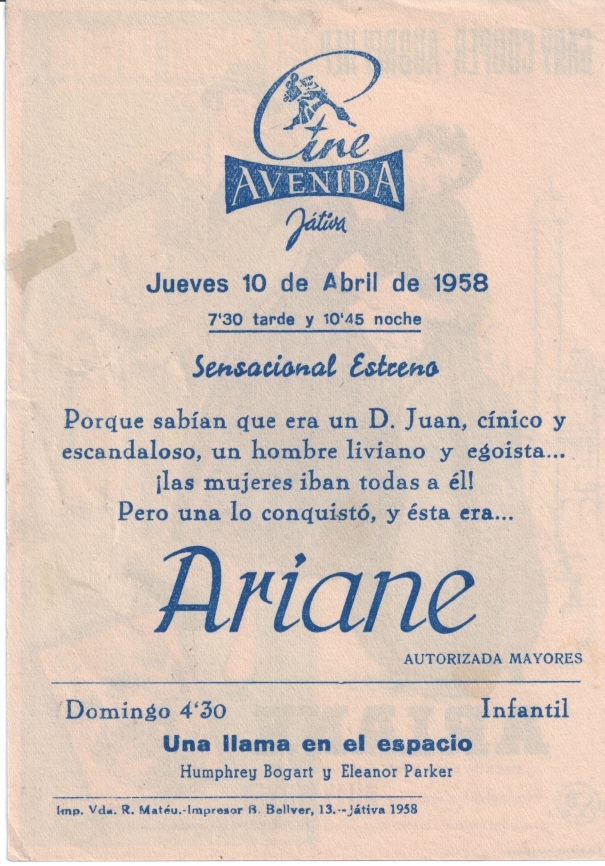 Cine
AVENIDA
Játiva
Jueves 10 de Abril de 1958
7'30 tarde y 10'45 noche
Sensacional Estreno
Porque sabían que era un D. Juan, cínico y
escandaloso, un hombre liviano y egoista...
¡las mujeres iban todas a él!
Pero una lo conquistó, y ésta era...
Ariane
AUTORIZADA MAYORES
Domingo 4'30 Infantil
Una llama en el espacio
Humphrey Bogart y Eleanor Parker
Imp. Vda. R. Matéu.-Impresor B. Bellver, 13.--Játiva 1958